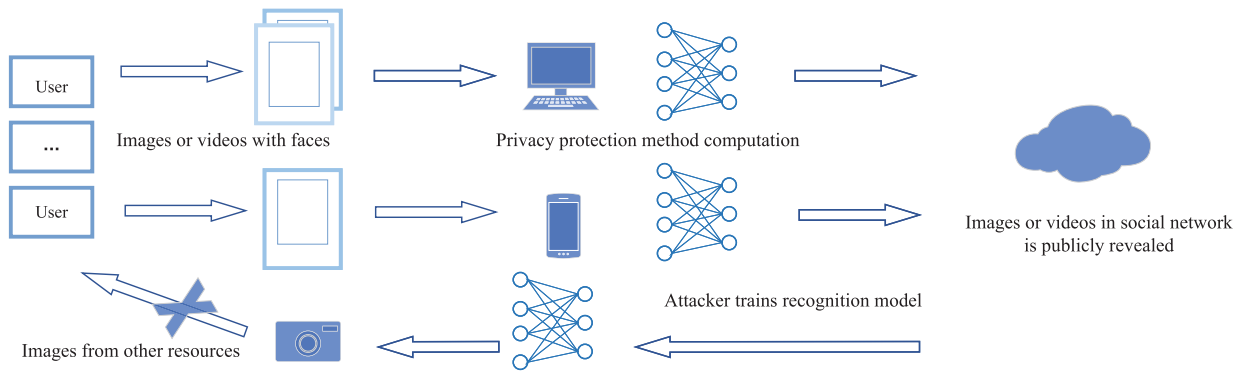 User
...
User
Images or videos with faces
Privacy protection method computation
Images or videos in social network
is publicly revealed
Attacker trains recognition model
Images from other resources